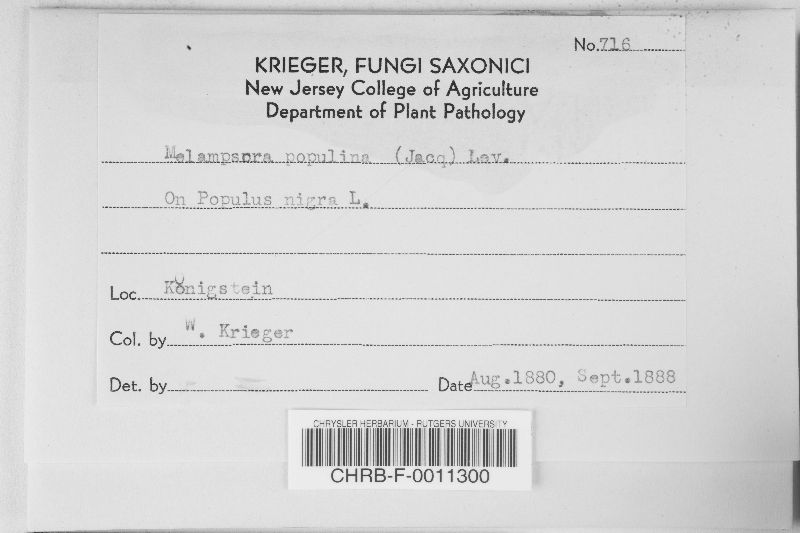 No. 716
KRIEGER, FUNGI SAXONICI
New Jersey College of Agriculture
Department of Plant Pathology
Melampsora populina (Jacq) Lev.
On Populus nigra L.
Loc. Königstein
Col. by W. Krieger
Det. by
Date Aug.1880, Sept.1888
CHRYSLER HERBARIUM - RUTGERS UNIVERSITY
CHRB-F-0011300